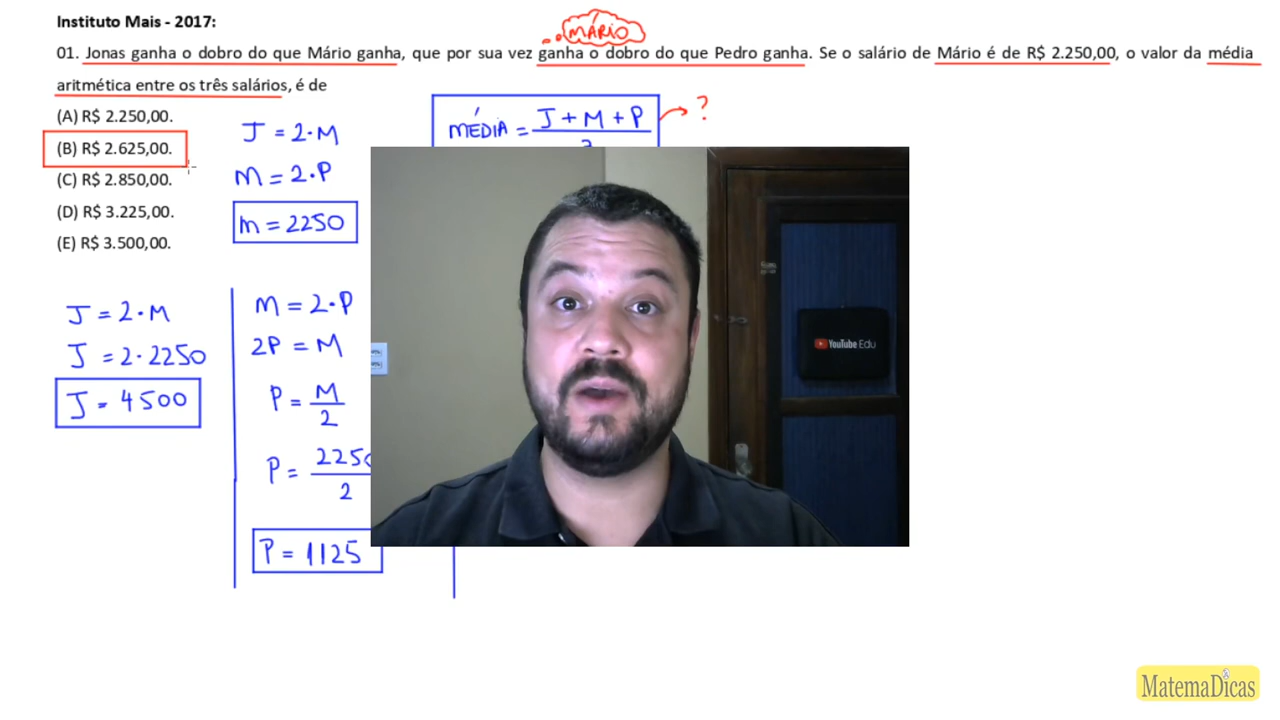 Instituto Mais - 2017:
..MÁRIO
01. Jonas ganha o dobro do que Mário ganha, que por sua vez ganha o dobro do que Pedro ganha. Se o salário de Mário é de R$ 2.250,00, o valor da média
aritmética entre os três salários, é de
(A) R$ 2.250,00.
(B) R$ 2.625,00.
(C) R$ 2.850,00.
(D) R$ 3.225,00.
(E) R$ 3.500,00.
J = 2·M
M = 2·P
m = 2250
MÉDIA = J + M + P
?
J = 2·M
J = 2·2250
J = 4500
M = 2·P
2P = M
P = M
2
P = 225
2
P = 1125
YouTube Edu
MatemaDicas